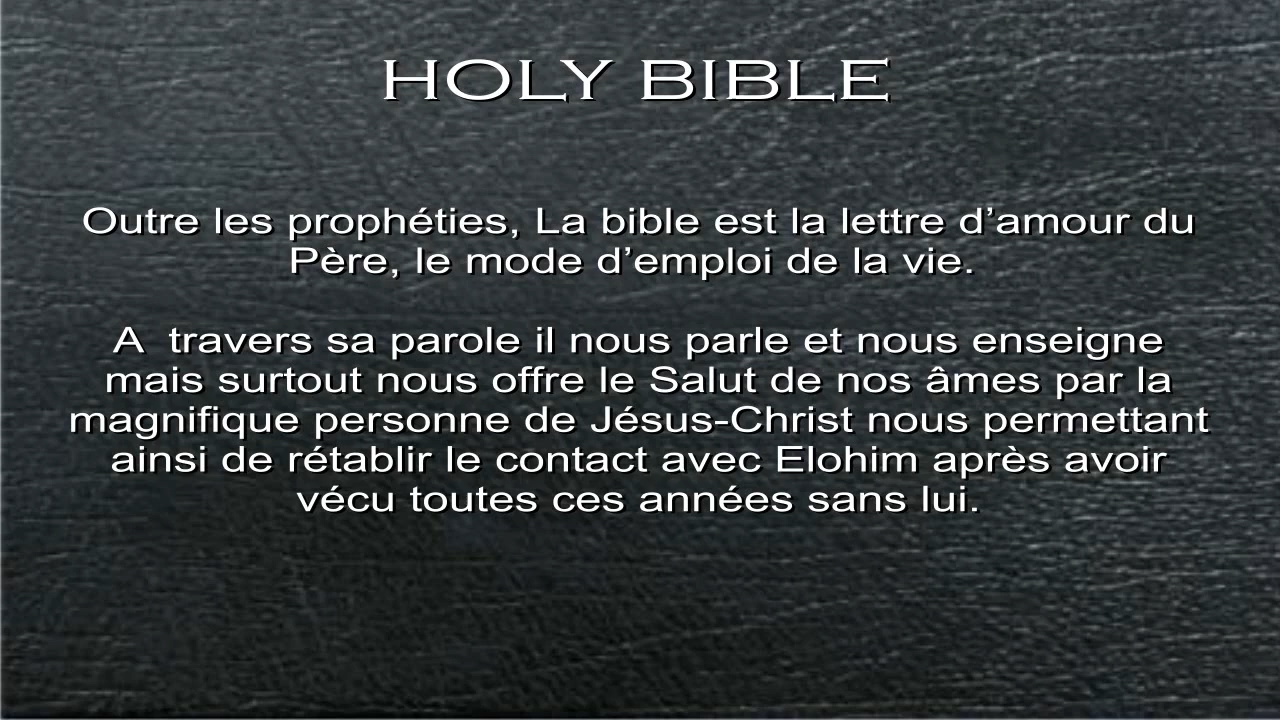 HOLY BIBLE
Outre les prophéties, La bible est la lettre d’amour du
Père, le mode d’emploi de la vie.
A  travers sa parole il nous parle et nous enseigne
mais surtout nous offre le Salut de nos âmes par la
magnifique personne de Jésus-Christ nous permettant
ainsi de rétablir le contact avec Elohim après avoir
vécu toutes ces années sans lui.